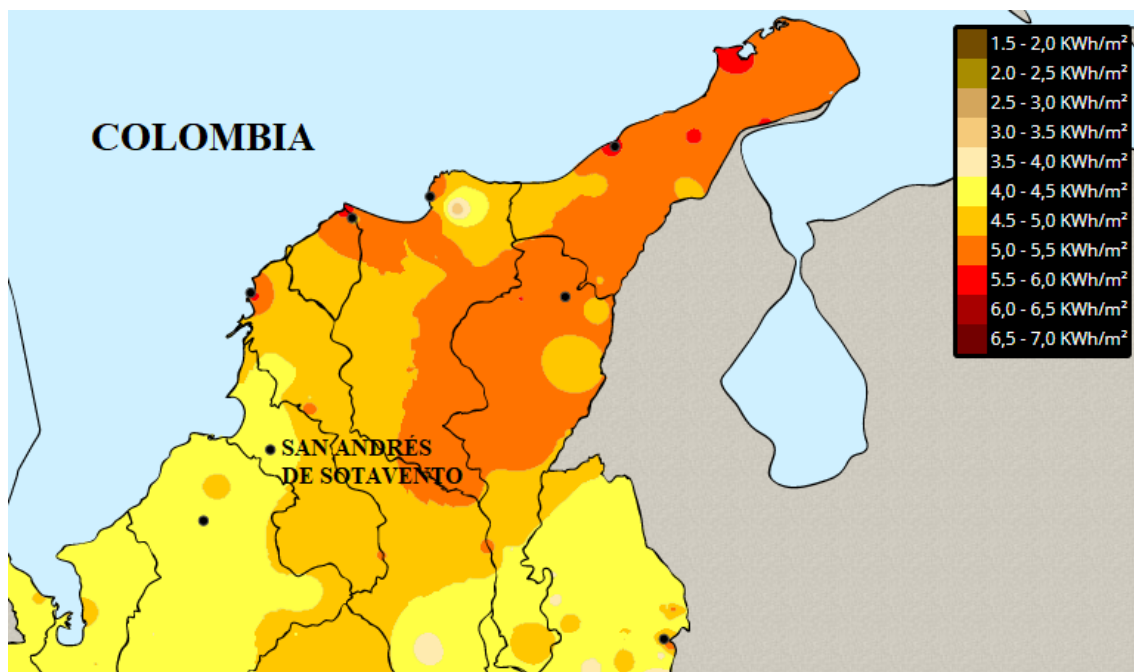 COLOMBIA
SAN ANDRÉS
DE SOTAVENTO
1.5 - 2,0 KWh/m²
2.0 - 2,5 KWh/m²
2.5 - 3,0 KWh/m²
3.0 - 3.5 KWh/m²
3.5 - 4,0 KWh/m²
4,0 - 4,5 KWh/m²
4.5 - 5,0 KWh/m²
5,0 - 5,5 KWh/m²
5.5 - 6,0 KWh/m²
6,0 - 6,5 KWh/m²
6,5 - 7,0 KWh/m²